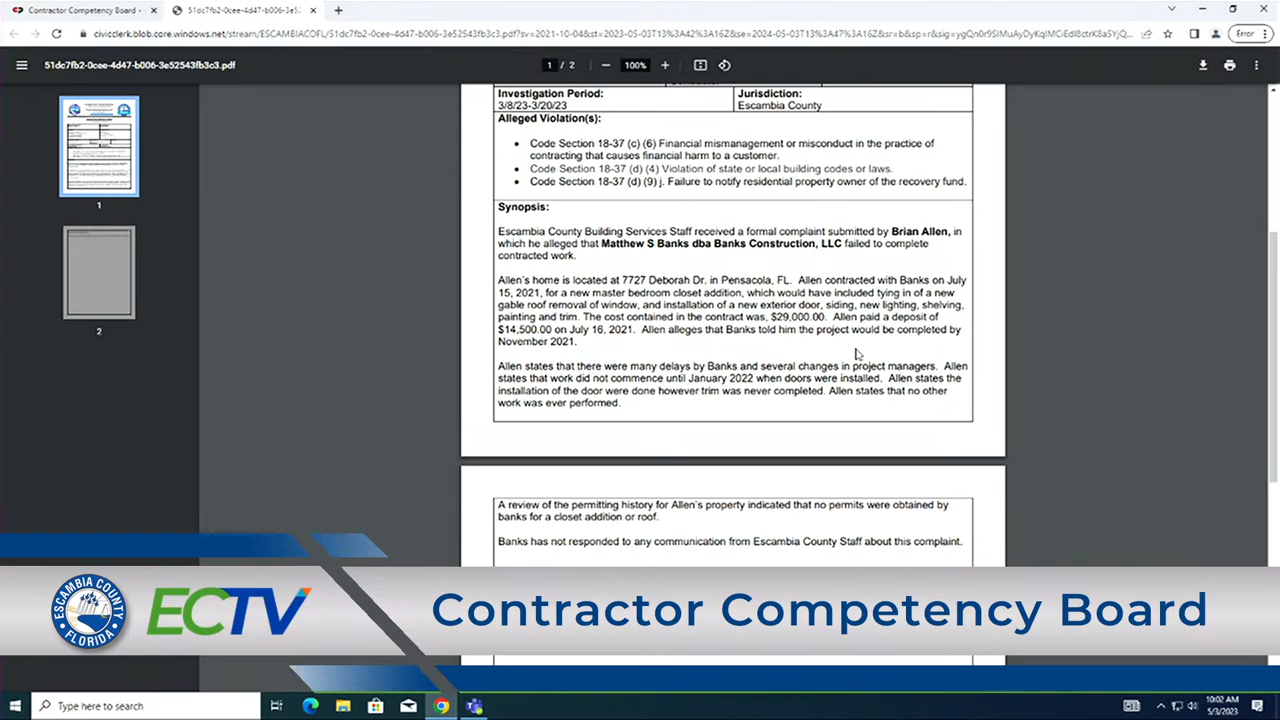 Contractor Competency Board -
51dc7fb2-0cee-4d47-b006-3e52
51dc7fb2-0cee-4d47-b006-3e52543fb3c3.pdf
1 / 2
100%
Error
Investigation Period:
3/8/23-3/20/23
Jurisdiction:
Escambia County
Alleged Violation(s):
• Code Section 18-37 (c) (6) Financial mismanagement or misconduct in the practice of
contracting that causes financial harm to a customer.
• Code Section 18-37 (d) (4) Violation of state or local building codes or laws.
• Code Section 18-37 (d) (9) j. Failure to notify residential property owner of the recovery fund.
Synopsis:
Escambia County Building Services Staff received a formal complaint submitted by Brian Allen, in
which he alleged that Matthew S Banks dba Banks Construction, LLC failed to complete
contracted work.
Allen's home is located at 7727 Deborah Dr. in Pensacola, FL. Allen contracted with Banks on July
15, 2021, for a new master bedroom closet addition, which would have included tying in of a new
gable roof removal of window, and installation of a new exterior door, siding, new lighting, shelving,
painting and trim. The cost contained in the contract was, $29,000.00. Allen paid a deposit of
$14,500.00 on July 16, 2021. Allen alleges that Banks told him the project would be completed by
November 2021.
Allen states that there were many delays by Banks and several changes in project managers. Allen
states that work did not commence until January 2022 when doors were installed. Allen states the
installation of the door were done however trim was never completed. Allen states that no other
work was ever performed.
1
2
A review of the permitting history for Allen's property indicated that no permits were obtained by
banks for a closet addition or roof.
Banks has not responded to any communication from Escambia County Staff about this complaint.
ESCAMBIA COUNTY
FLORIDA
ECTV
Contractor Competency Board
Type here to search
10:02 AM
5/3/2023